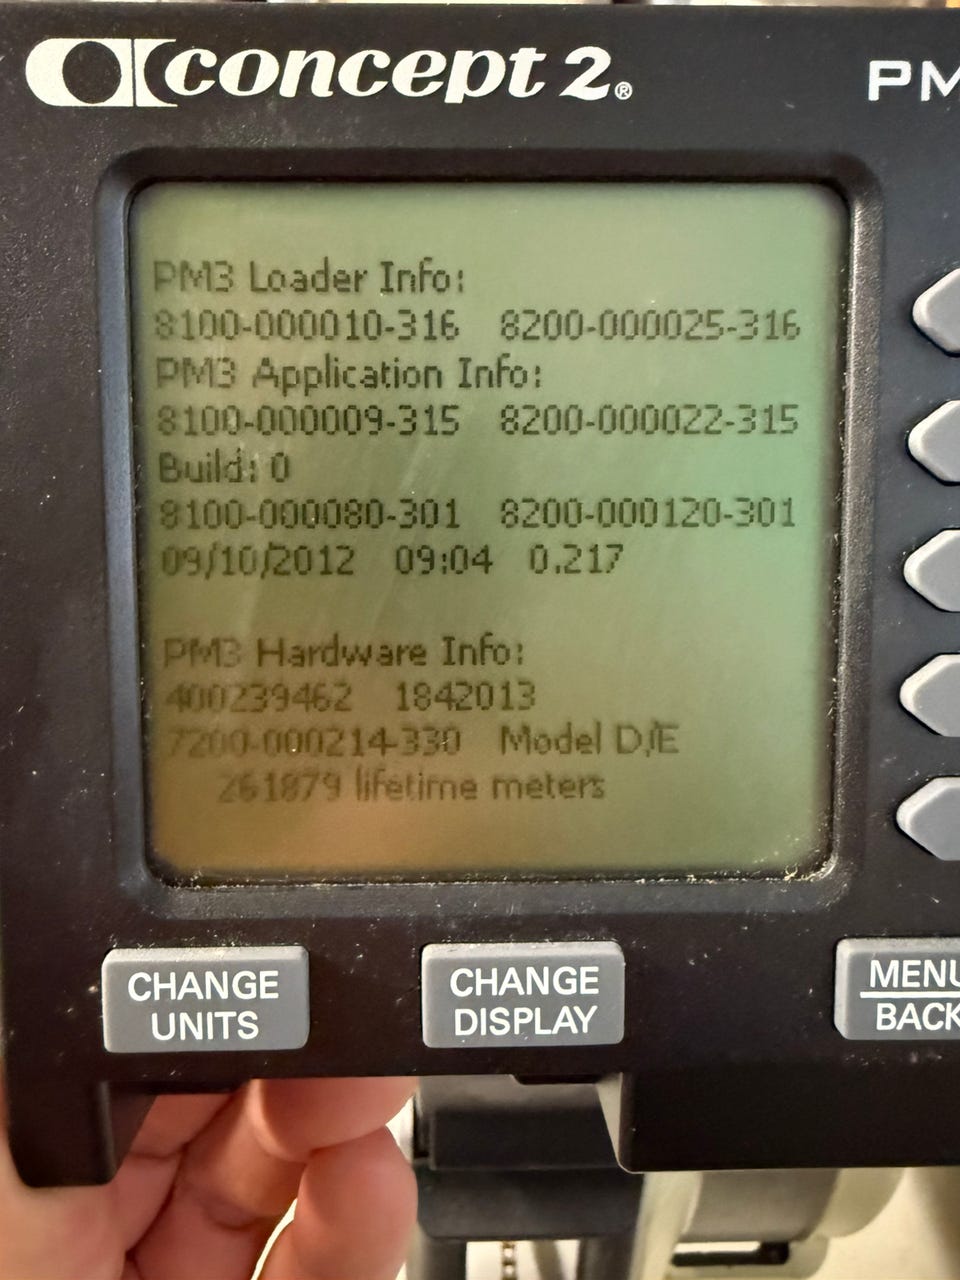 concept 2®
PM
PM3 Loader Info:
8100-000010-316 8200-000025-316
PM3 Application Info:
8100-000009-315 8200-000022-315
Build: 0
8100-000080-301 8200-000120-301
09/10/2012 09:04 0.217
PM3 Hardware Info:
400239462 1842013
7200-000214-330 Model D/E
261879 lifetime meters
CHANGE
UNITS
CHANGE
DISPLAY
MENU
BACK